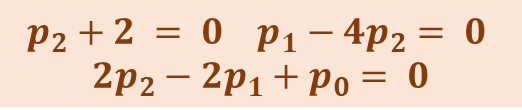 p₂ + 2 = 0 p₁ − 4p₂ = 0
2p₂ − 2p₁ + p₀ = 0